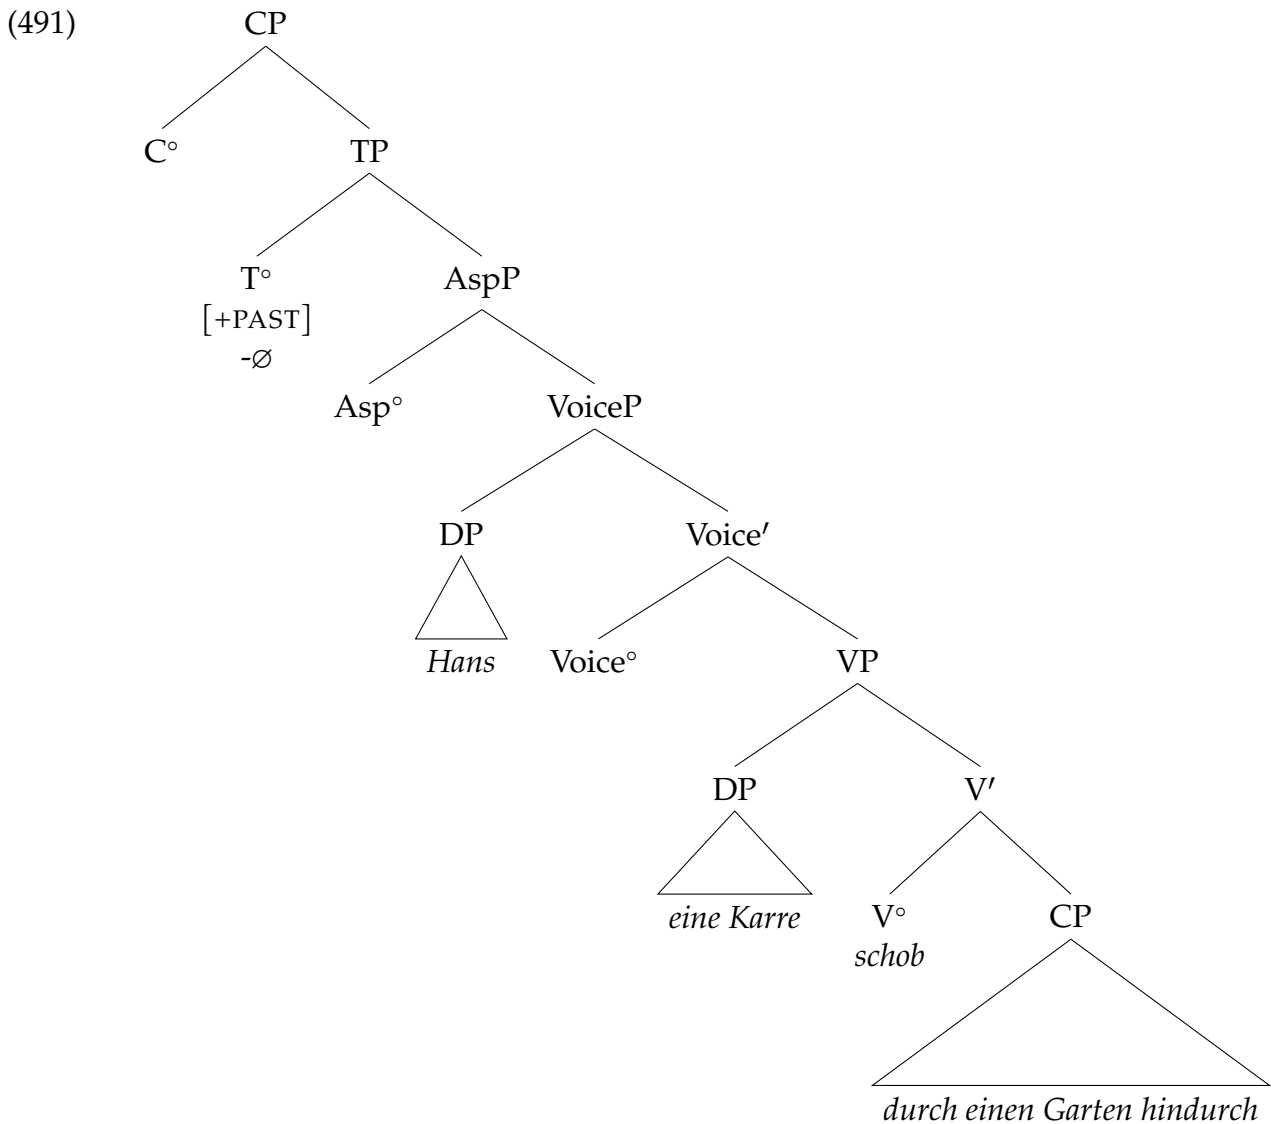 (491) CP
C° TP
T° AspP
[+PAST]
-∅
Asp° VoiceP
DP Voice′
Hans Voice° VP
DP V′
eine Karre V° CP
schob
durch einen Garten hindurch